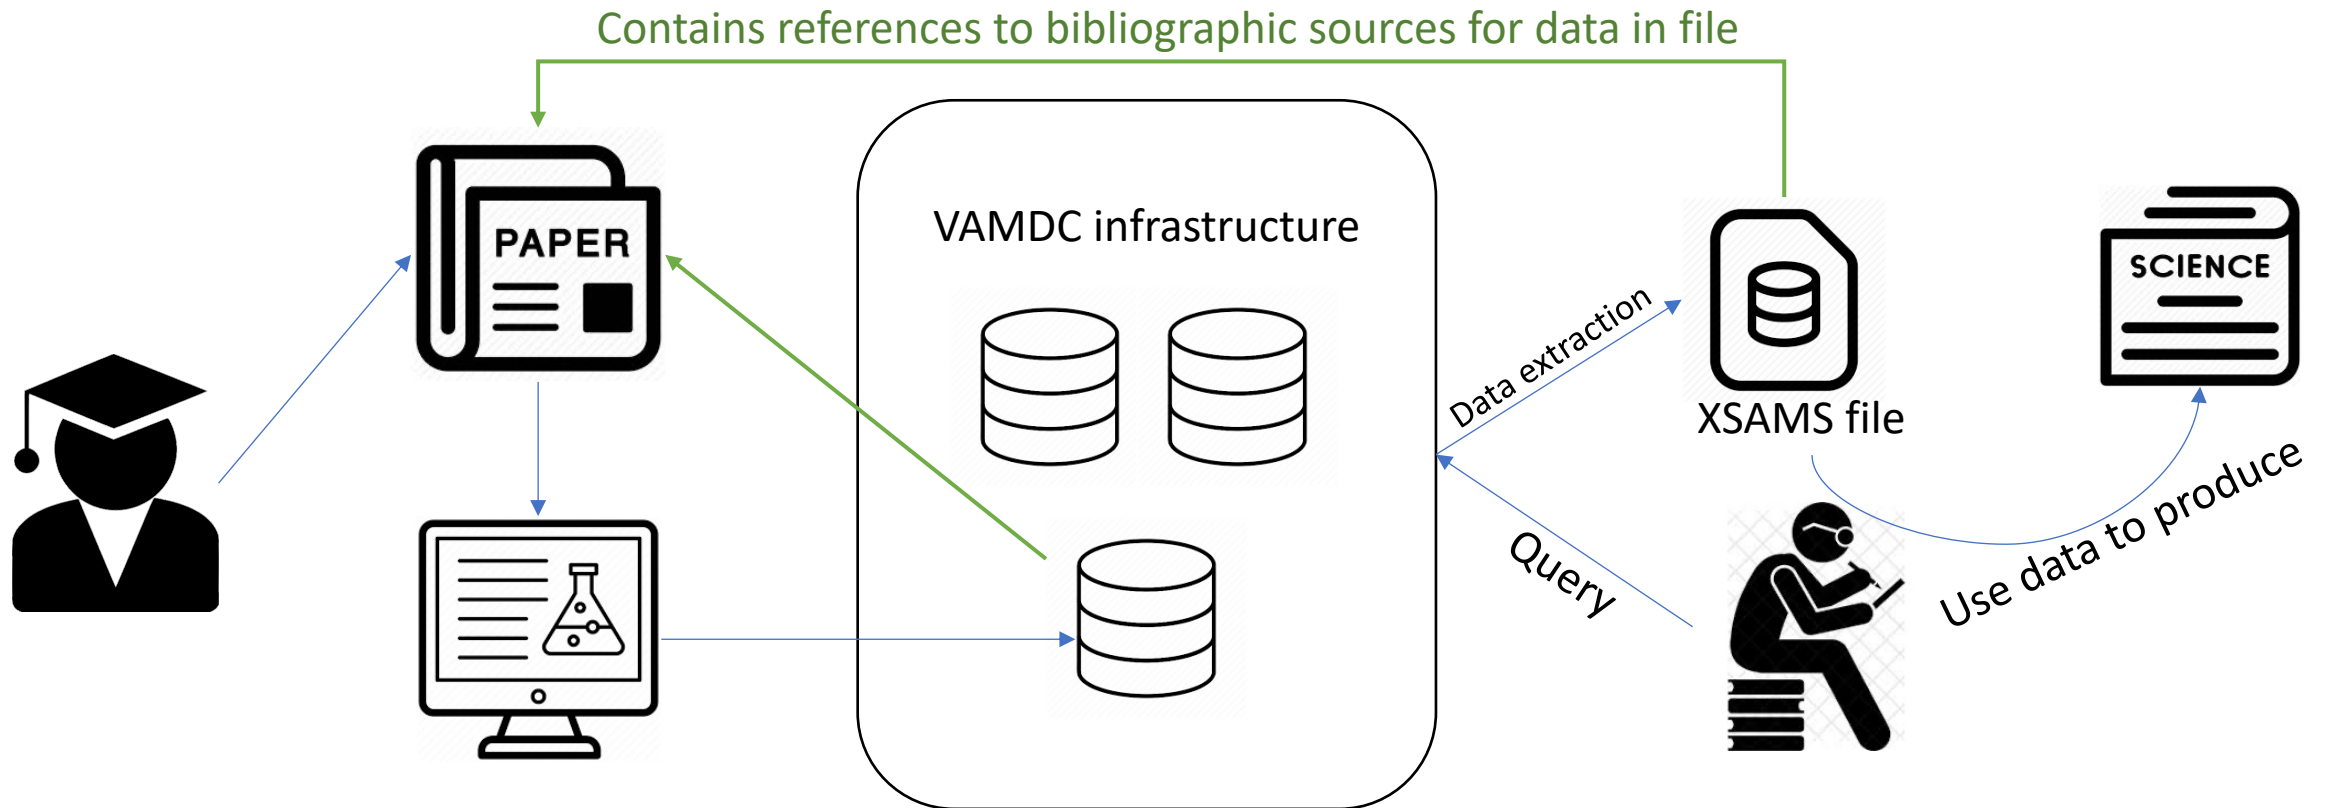 Contains references to bibliographic sources for data in file
PAPER
VAMDC infrastructure
Data extraction
XSAMS file
SCIENCE
Query
Use data to produce